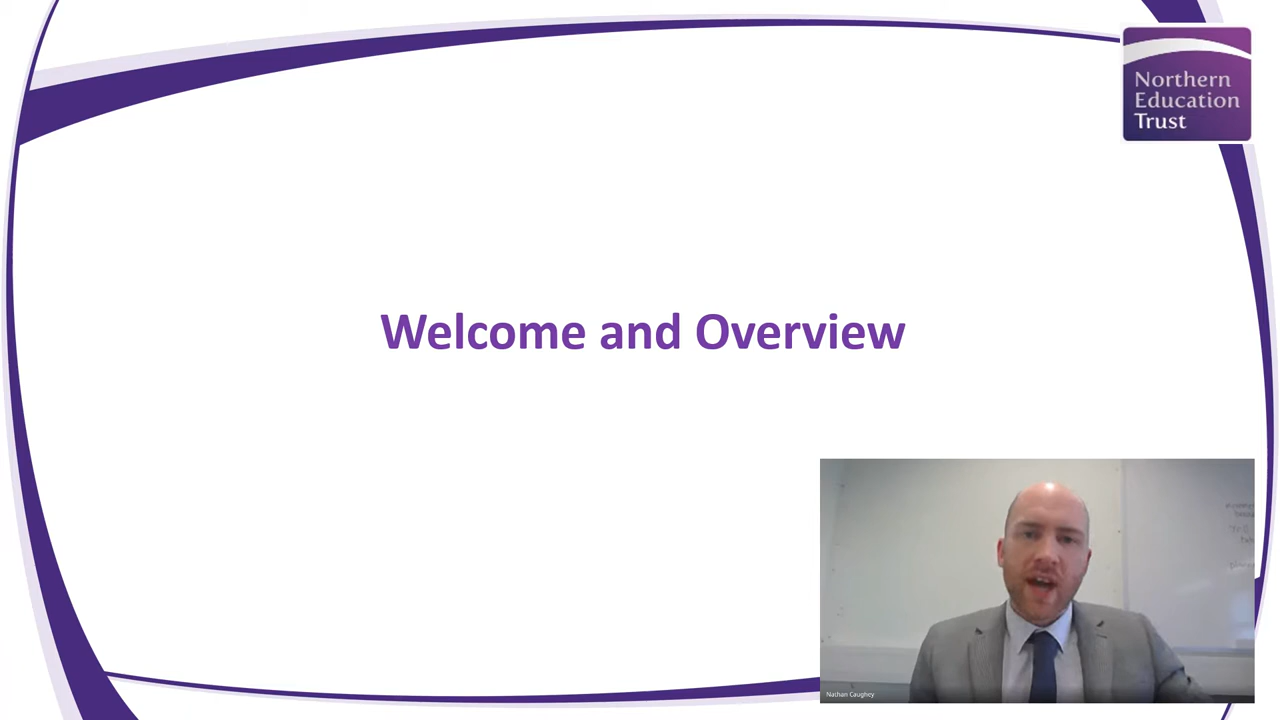 Northern
Education
Trust
Welcome and Overview
Nathan Caughey